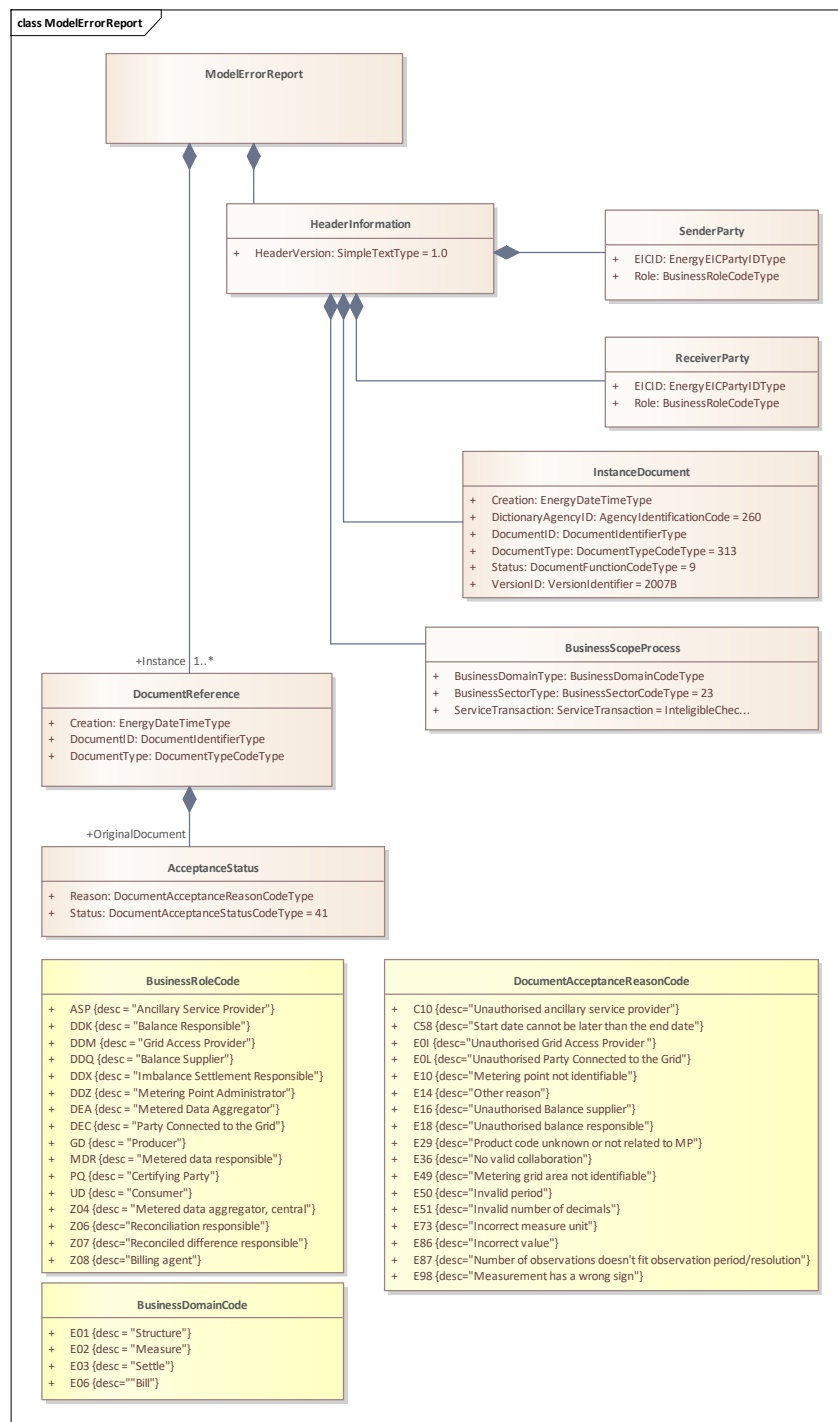 class ModelErrorReport
ModelErrorReport
HeaderInformation
+ HeaderVersion: SimpleTextType = 1.0
SenderParty
+ EICID: EnergyEICPartyIDType
+ Role: BusinessRoleCodeType
ReceiverParty
+ EICID: EnergyEICPartyIDType
+ Role: BusinessRoleCodeType
InstanceDocument
+ Creation: EnergyDateTimeType
+ DictionaryAgencyID: AgencyIdentificationCode = 260
+ DocumentID: DocumentIdentifierType
+ DocumentType: DocumentTypeCodeType = 313
+ Status: DocumentFunctionCodeType = 9
+ VersionID: VersionIdentifier = 2007B
BusinessScopeProcess
+ BusinessDomainType: BusinessDomainCodeType
+ BusinessSectorType: BusinessSectorCodeType = 23
+ ServiceTransaction: ServiceTransaction = InteligibleChec...
+Instance 1..*
DocumentReference
+ Creation: EnergyDateTimeType
+ DocumentID: DocumentIdentifierType
+ DocumentType: DocumentTypeCodeType
+OriginalDocument
AcceptanceStatus
+ Reason: DocumentAcceptanceReasonCodeType
+ Status: DocumentAcceptanceStatusCodeType = 41
BusinessRoleCode
+ ASP {desc = "Ancillary Service Provider"}
+ DDK {desc = "Balance Responsible"}
+ DDM {desc = "Grid Access Provider"}
+ DDQ {desc = "Balance Supplier"}
+ DDX {desc = "Imbalance Settlement Responsible"}
+ DDZ {desc = "Metering Point Administrator"}
+ DEA {desc = "Metered Data Aggregator"}
+ DEC {desc = "Party Connected to the Grid"}
+ GD {desc = "Producer"}
+ MDR {desc = "Metered data responsible"}
+ PQ {desc = "Certifying Party"}
+ UD {desc = "Consumer"}
+ Z04 {desc = "Metered data aggregator, central"}
+ Z06 {desc="Reconciliation responsible"}
+ Z07 {desc="Reconciled difference responsible"}
+ Z08 {desc="Billing agent"}
DocumentAcceptanceReasonCode
+ C10 {desc="Unauthorised ancillary service provider"}
+ C58 {desc="Start date cannot be later than the end date"}
+ E0I {desc="Unauthorised Grid Access Provider "}
+ E0L {desc="Unauthorised Party Connected to the Grid"}
+ E10 {desc="Metering point not identifiable"}
+ E14 {desc="Other reason"}
+ E16 {desc="Unauthorised Balance supplier"}
+ E18 {desc="Unauthorised balance responsible"}
+ E29 {desc="Product code unknown or not related to MP"}
+ E36 {desc="No valid collaboration"}
+ E49 {desc="Metering grid area not identifiable"}
+ E50 {desc="Invalid period"}
+ E51 {desc="Invalid number of decimals"}
+ E73 {desc="Incorrect measure unit"}
+ E86 {desc="Incorrect value"}
+ E87 {desc="Number of observations doesn't fit observation period/resolution"}
+ E98 {desc="Measurement has a wrong sign"}
BusinessDomainCode
+ E01 {desc = "Structure"}
+ E02 {desc = "Measure"}
+ E03 {desc = "Settle"}
+ E06 {desc=""Bill"}